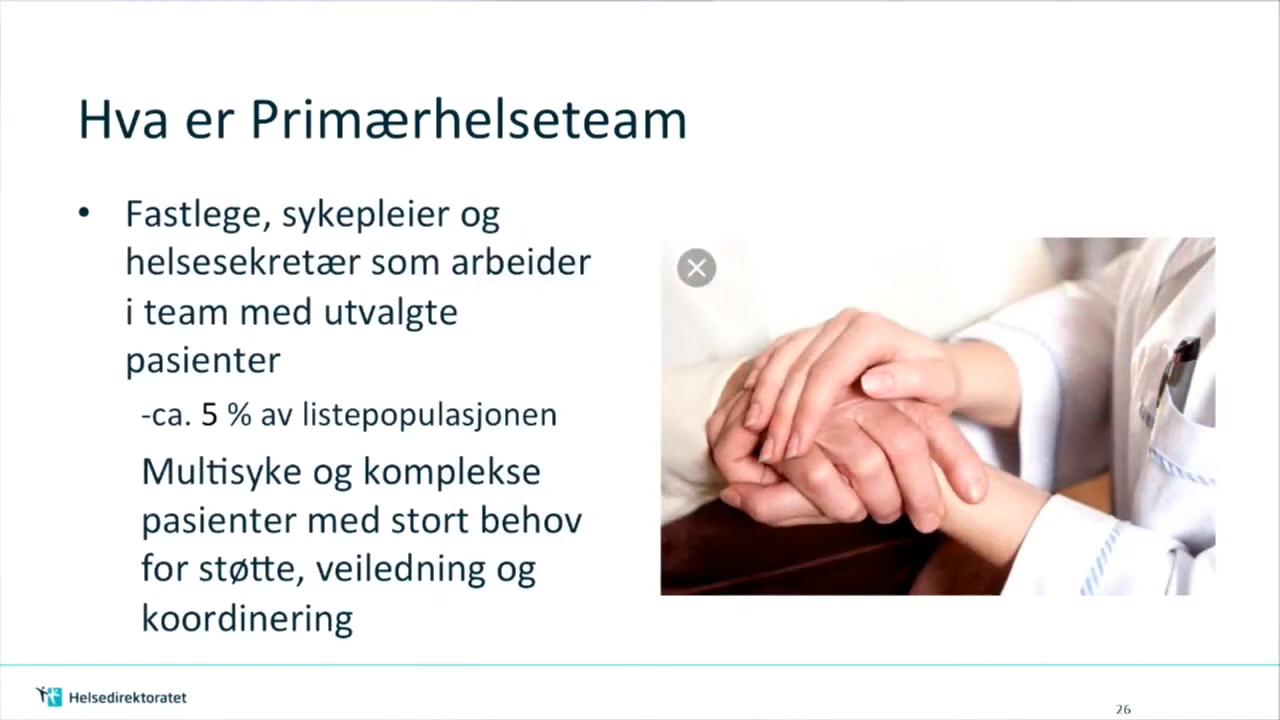 Hva er Primærhelseteam
• Fastlege, sykepleier og
helsesekretær som arbeider
i team med utvalgte
pasienter
-ca. 5 % av listepopulasjonen
Multisyke og komplekse
pasienter med stort behov
for støtte, veiledning og
koordinering
Helsedirektoratet
26